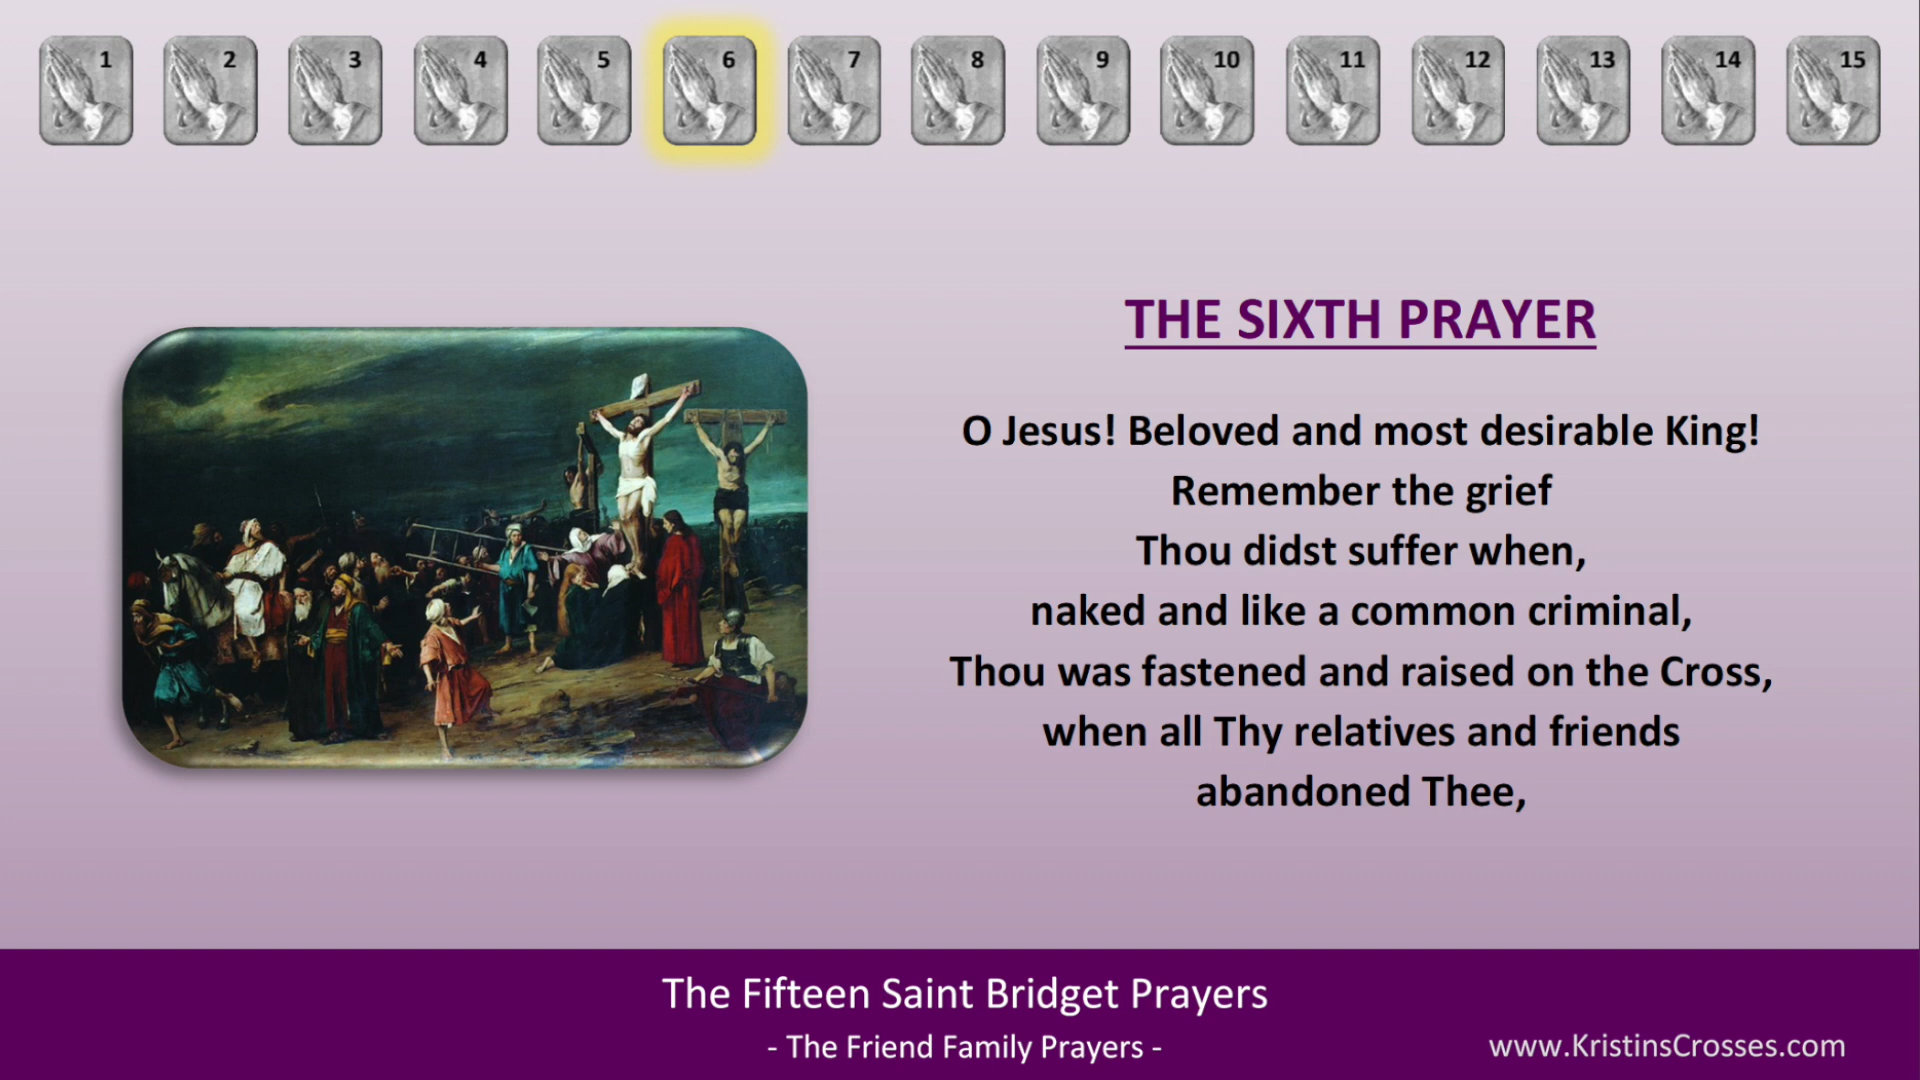 1 2 3 4 5 6 7 8 9 10 11 12 13 14 15
THE SIXTH PRAYER
O Jesus! Beloved and most desirable King!
Remember the grief
Thou didst suffer when,
naked and like a common criminal,
Thou was fastened and raised on the Cross,
when all Thy relatives and friends
abandoned Thee,
The Fifteen Saint Bridget Prayers
- The Friend Family Prayers -
www.KristinsCrosses.com